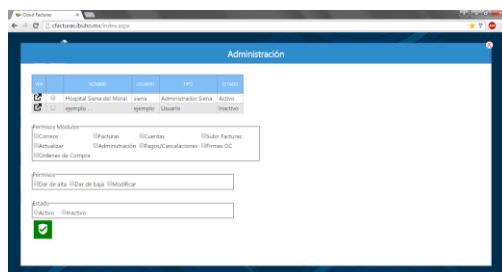 Cloud Facturas
cfacturas.ibuho.mx/index.aspx
Administración
VER NOMBRE USUARIO TIPO ESTADO
Hospital Siena del Moral siena Administrador Siena Activo
ejemplo . . ejemplo Usuario Inactivo
Permisos Módulos
Correos Facturas Cuentas Subir Facturas
Actualizar Administración Pagos/Cancelaciones Firmas OC
Ordenes de Compra
Permisos
Dar de alta Dar de baja Modificar
Estado
Activo Inactivo